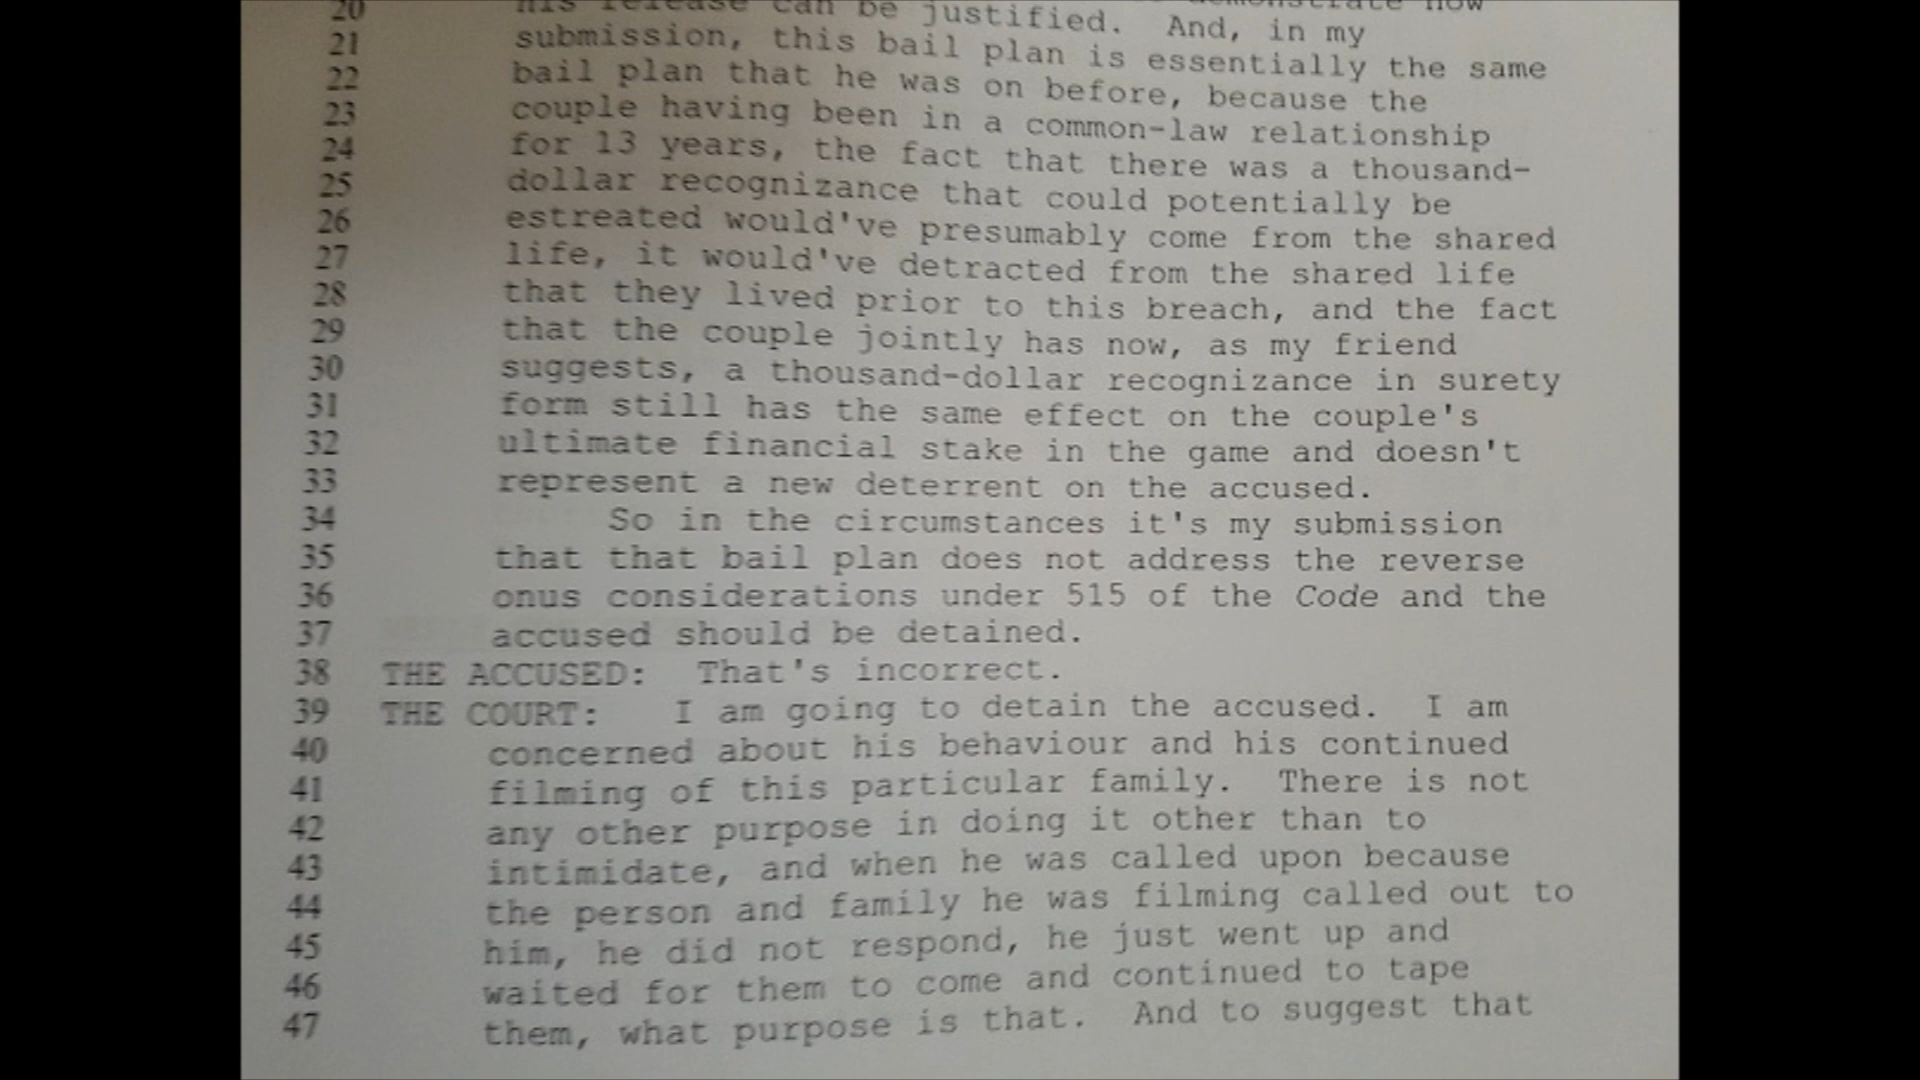 20 his release can be justified. And, in my
21 submission, this bail plan is essentially the same
22 bail plan that he was on before, because the
23 couple having been in a common-law relationship
24 for 13 years, the fact that there was a thousand-
25 dollar recognizance that could potentially be
26 estreated would've presumably come from the shared
27 life, it would've detracted from the shared life
28 that they lived prior to this breach, and the fact
29 that the couple jointly has now, as my friend
30 suggests, a thousand-dollar recognizance in surety
31 form still has the same effect on the couple's
32 ultimate financial stake in the game and doesn't
33 represent a new deterrent on the accused.
34 So in the circumstances it's my submission
35 that that bail plan does not address the reverse
36 onus considerations under 515 of the Code and the
37 accused should be detained.
38 THE ACCUSED: That's incorrect.
39 THE COURT: I am going to detain the accused. I am
40 concerned about his behaviour and his continued
41 filming of this particular family. There is not
42 any other purpose in doing it other than to
43 intimidate, and when he was called upon because
44 the person and family he was filming called out to
45 him, he did not respond, he just went up and
46 waited for them to come and continued to tape
47 them, what purpose is that. And to suggest that